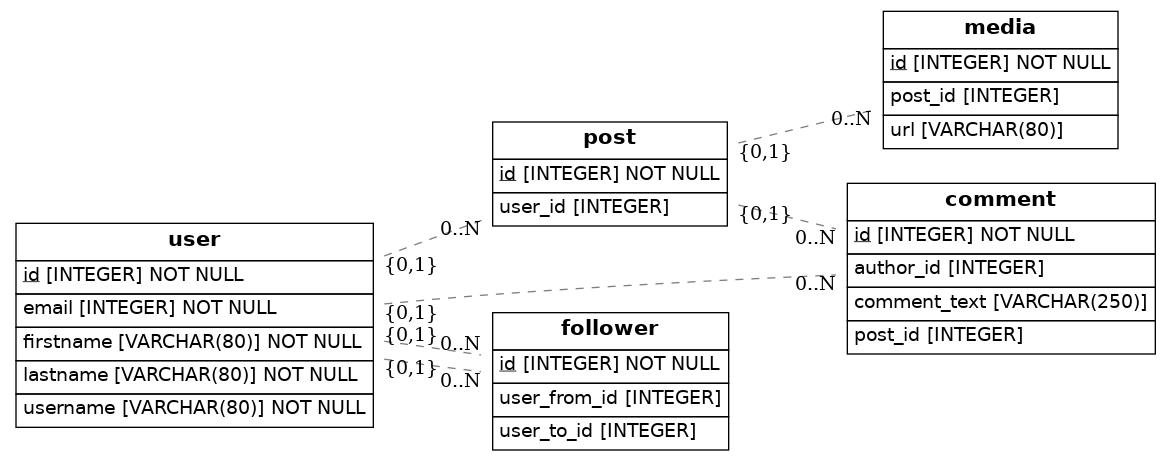 media
id [INTEGER] NOT NULL
post_id [INTEGER]
url [VARCHAR(80)]
0..N
{0,1}
post
id [INTEGER] NOT NULL
user_id [INTEGER]
{0,1}
0..N
comment
id [INTEGER] NOT NULL
author_id [INTEGER]
comment_text [VARCHAR(250)]
post_id [INTEGER]
0..N
{0,1}
user
id [INTEGER] NOT NULL
email [INTEGER] NOT NULL
firstname [VARCHAR(80)] NOT NULL
lastname [VARCHAR(80)] NOT NULL
username [VARCHAR(80)] NOT NULL
{0,1}
0..N
{0,1}
0..N
{0,1}
0..N
follower
id [INTEGER] NOT NULL
user_from_id [INTEGER]
user_to_id [INTEGER]